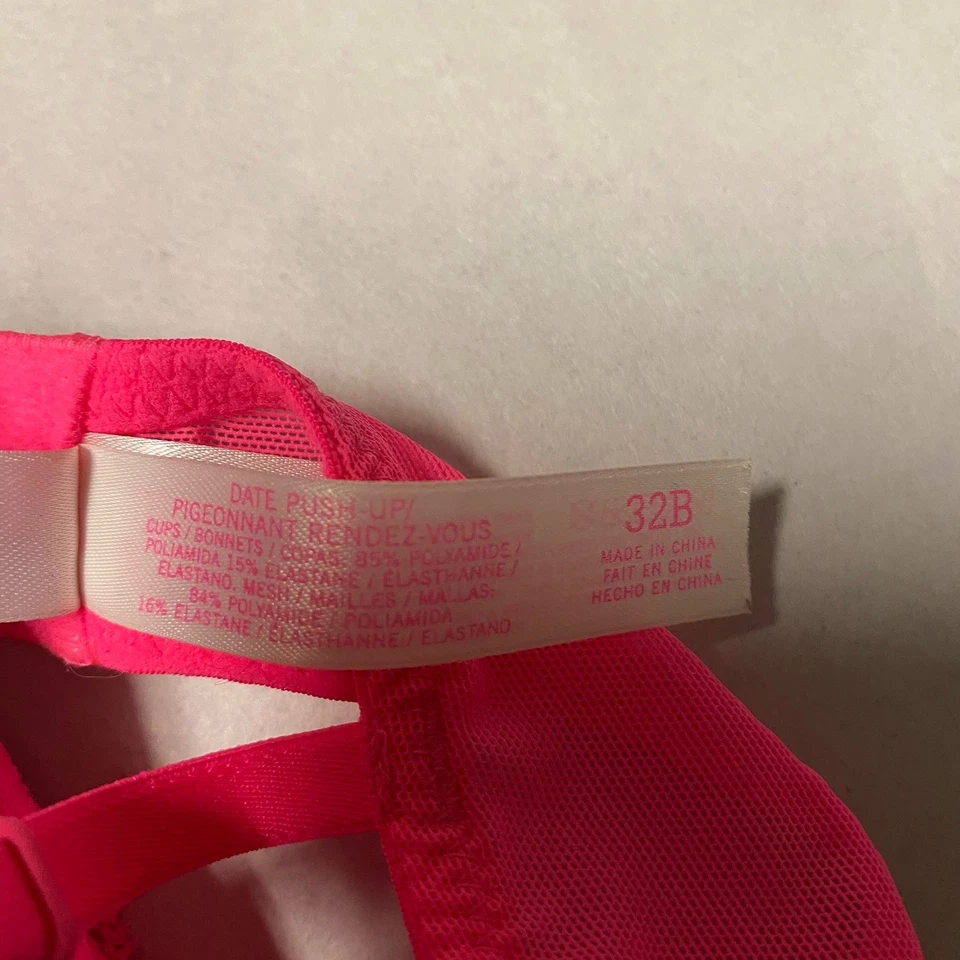 DATE PUSH-UP/
PIGEONNANT RENDEZ-VOUS
CUPS / BONNETS / COPAS: 85% POLYAMIDE /
POLIAMIDA 15% ELASTANE / ÉLASTHANNE /
ELASTANO, MESH / MAILLES / MALLAS:
84% POLYAMIDE / POLIAMIDA
16% ELASTANE / ÉLASTHANNE / ELASTANO
32B
MADE IN CHINA
FAIT EN CHINE
HECHO EN CHINA